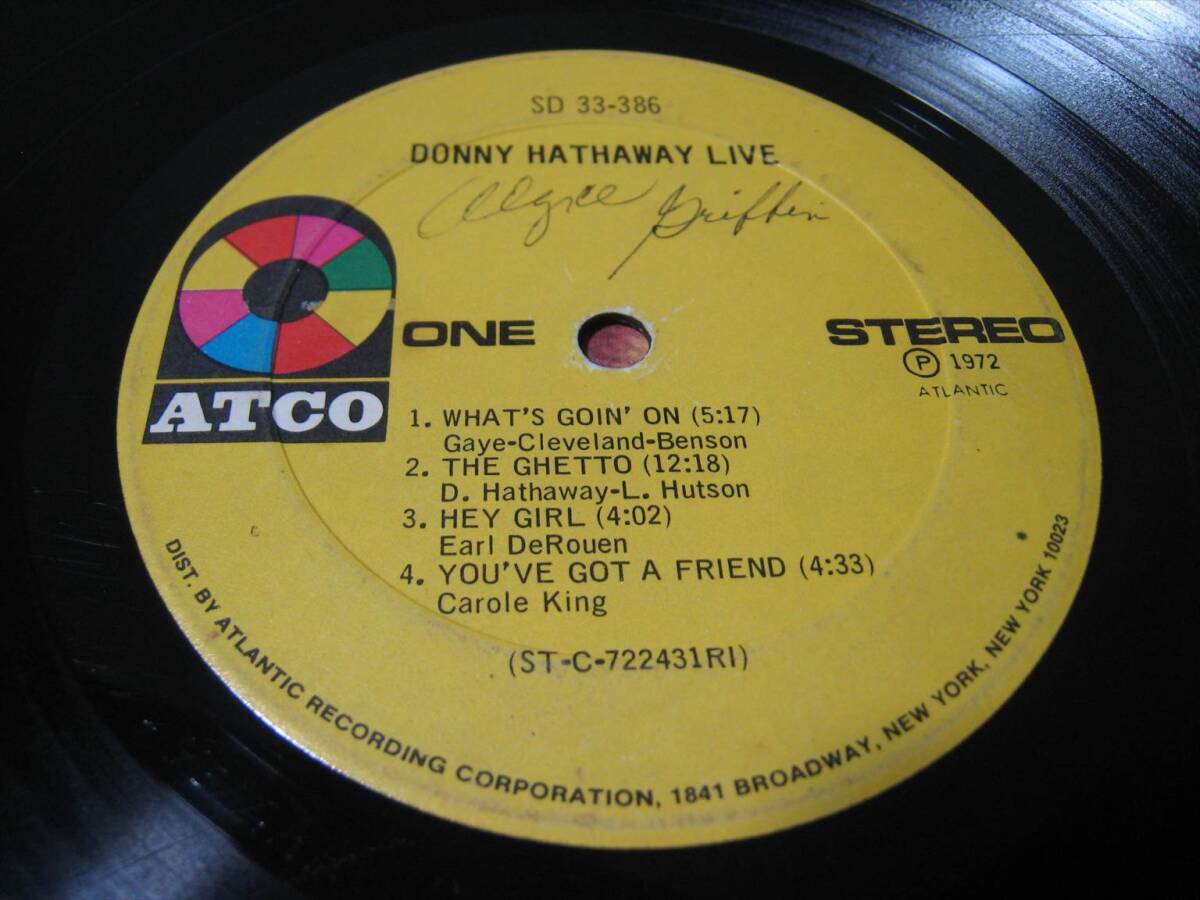 SD 33-386
DONNY HATHAWAY LIVE
Griffin
ATCO
ONE
STEREO
Ⓟ 1972
ATLANTIC
1. WHAT'S GOIN' ON (5:17)
Gaye-Cleveland-Benson
2. THE GHETTO (12:18)
D. Hathaway-L. Hutson
3. HEY GIRL (4:02)
Earl DeRouen
4. YOU'VE GOT A FRIEND (4:33)
Carole King
(ST-C-722431RI)
DIST. BY ATLANTIC RECORDING CORPORATION, 1841 BROADWAY, NEW YORK, NEW YORK 10023